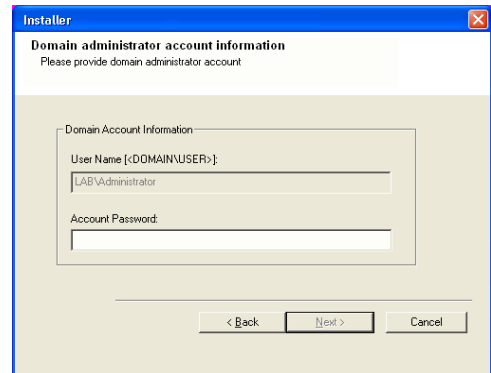 Installer
Domain administrator account information
Please provide domain administrator account
Domain Account Information
User Name [<DOMAIN\USER>]:
LAB\Administrator
Account Password:
< Back Next > Cancel